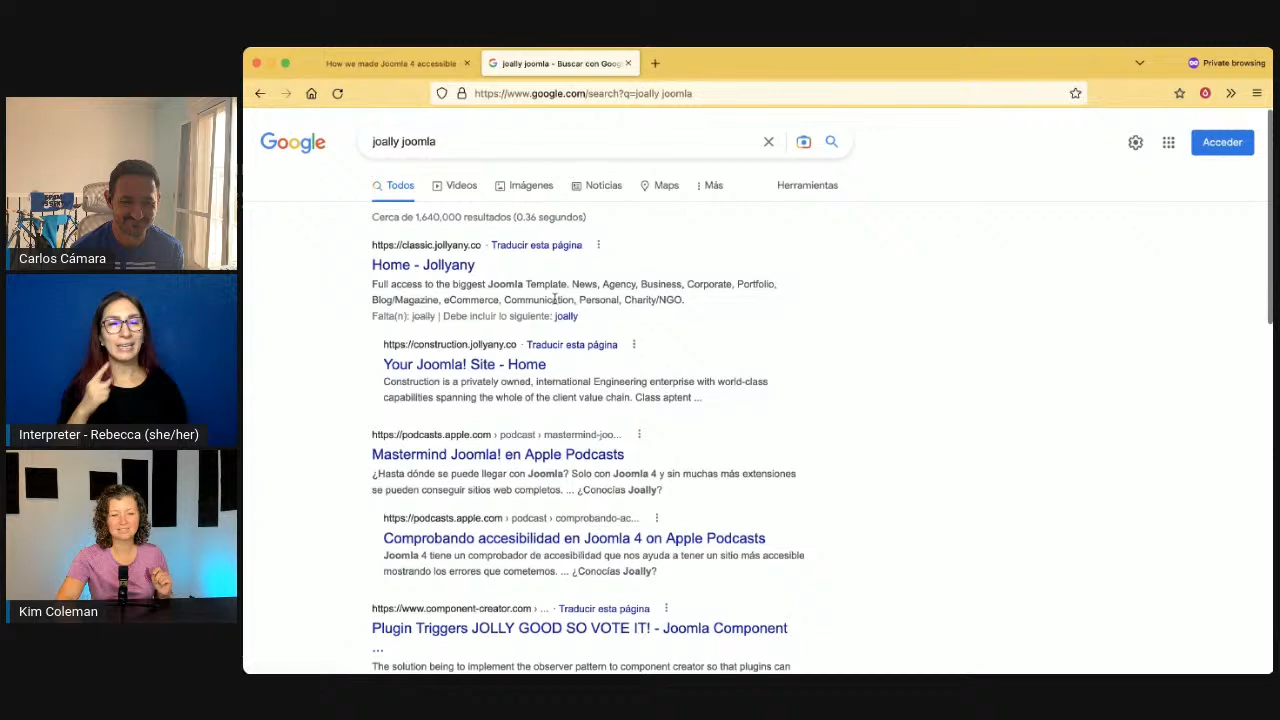 How we made Joomla 4 accessible
joally joomla - Buscar con Goog
Private browsing
https://www.google.com/search?q=joally joomla
Google
joally joomla
Acceder
Todos
Videos
Imágenes
Noticias
Maps
Más
Herramientas
Cerca de 1,640,000 resultados (0.36 segundos)
https://classic.jollyany.co · Traducir esta página
Home - Jollyany
Full access to the biggest Joomla Template. News, Agency, Business, Corporate, Portfolio,
Blog/Magazine, eCommerce, Communication, Personal, Charity/NGO.
Falta(n): joally | Debe incluir lo siguiente: joally
https://construction.jollyany.co · Traducir esta página
Your Joomla! Site - Home
Construction is a privately owned, international Engineering enterprise with world-class
capabilities spanning the whole of the client value chain. Class aptent ...
https://podcasts.apple.com › podcast › mastermind-joo...
Mastermind Joomla! en Apple Podcasts
¿Hasta dónde se puede llegar con Joomla? Solo con Joomla 4 y sin muchas más extensiones
se pueden conseguir sitios web completos. ... ¿Conocías Joally?
https://podcasts.apple.com › podcast › comprobando-ac...
Comprobando accesibilidad en Joomla 4 on Apple Podcasts
Joomla 4 tiene un comprobador de accesibilidad que nos ayuda a tener un sitio más accesible
mostrando los errores que cometemos. ... ¿Conocías Joally?
https://www.component-creator.com › ... · Traducir esta página
Plugin Triggers JOLLY GOOD SO VOTE IT! - Joomla Component
...
The solution being to implement the observer pattern to component creator so that plugins can
Carlos Cámara
Interpreter - Rebecca (she/her)
Kim Coleman